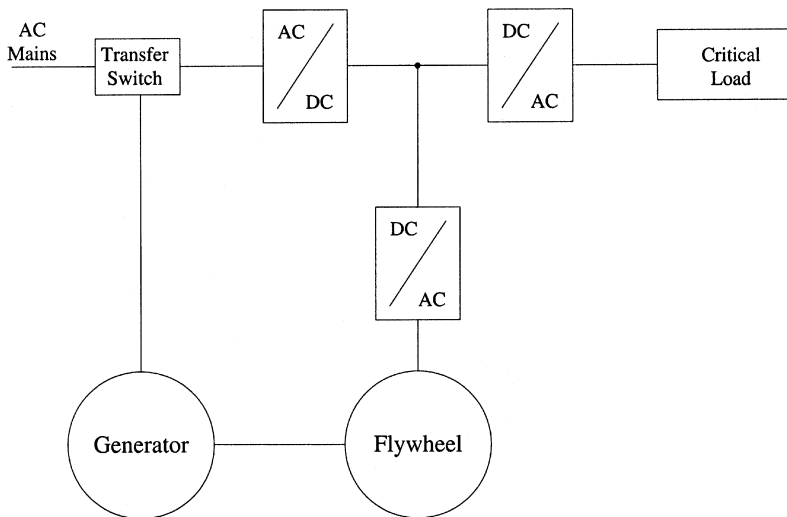 AC
Mains
Transfer
Switch
AC
DC
DC
AC
Critical
Load
DC
AC
Generator
Flywheel